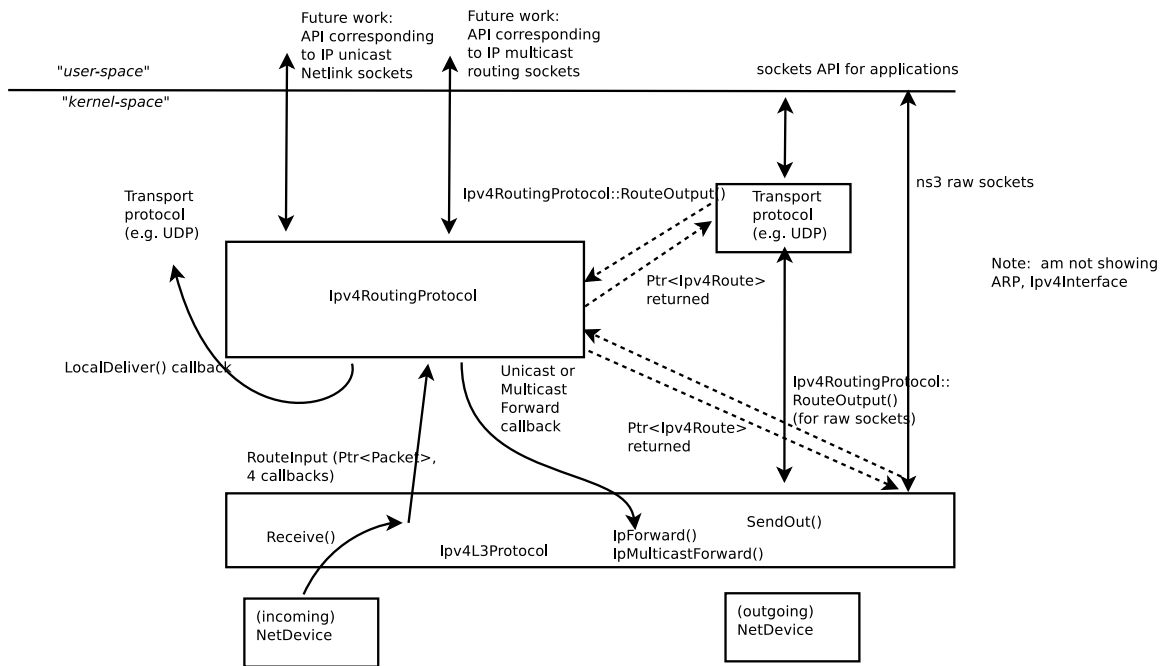 Future work:
API corresponding
to IP unicast
Netlink sockets
Future work:
API corresponding
to IP multicast
routing sockets
"user-space"
sockets API for applications
"kernel-space"
Transport
protocol
(e.g. UDP)
Ipv4RoutingProtocol::RouteOutput()
Transport
protocol
(e.g. UDP)
ns3 raw sockets
Ipv4RoutingProtocol
Ptr<Ipv4Route>
returned
Note:  am not showing
ARP, Ipv4Interface
LocalDeliver() callback
Unicast or
Multicast
Forward
callback
Ipv4RoutingProtocol::
RouteOutput()
(for raw sockets)
Ptr<Ipv4Route>
returned
RouteInput (Ptr<Packet>,
4 callbacks)
Receive()
Ipv4L3Protocol
IpForward()
IpMulticastForward()
SendOut()
(incoming)
NetDevice
(outgoing)
NetDevice